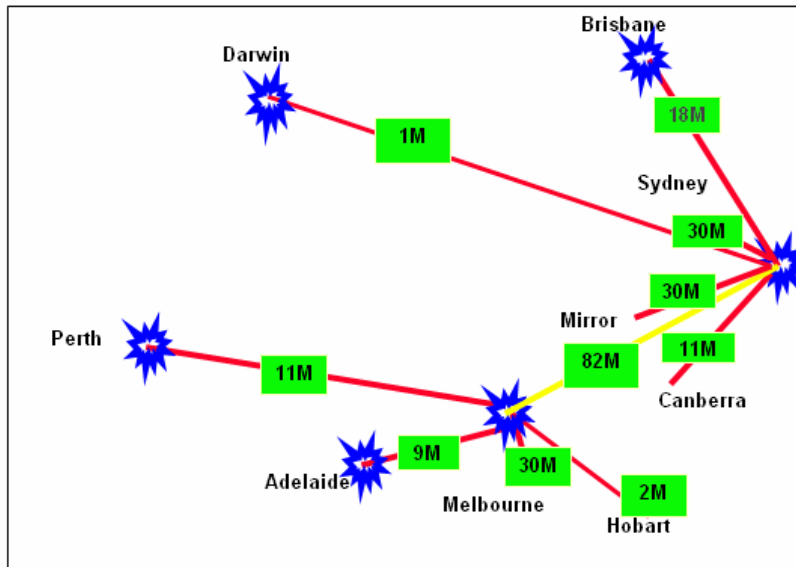 Brisbane
Darwin
18M
1M
Sydney
30M
30M
Mirror
Perth
11M
82M
11M
Canberra
9M
30M
Adelaide
2M
Melbourne
Hobart